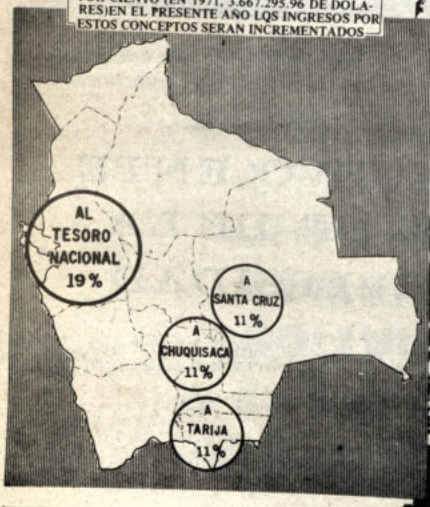 POR CIENTO (EN 1971, 3.667.295.96 DE DOLA-
RES)EN EL PRESENTE AÑO LOS INGRESOS POR
ESTOS CONCEPTOS SERAN INCREMENTADOS
AL
TESORO
NACIONAL
19%
A
SANTA CRUZ
11%
A
CHUQUISACA
11%
A
TARIJA
11%